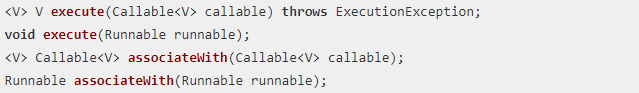 <V> V execute(Callable<V> callable) throws ExecutionException;
void execute(Runnable runnable);
<V> Callable<V> associateWith(Callable<V> callable);
Runnable associateWith(Runnable runnable);